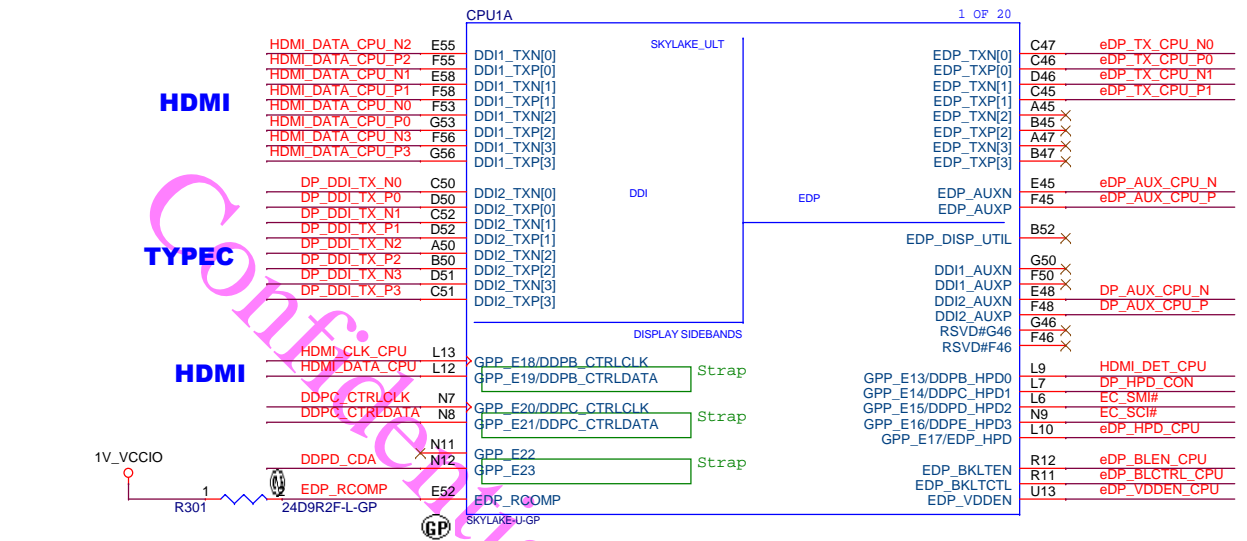 CPU1A
1 OF 20
SKYLAKE_ULT
HDMI
HDMI_DATA_CPU_N2 E55 DDI1_TXN[0]
HDMI_DATA_CPU_P2 F55 DDI1_TXP[0]
HDMI_DATA_CPU_N1 E58 DDI1_TXN[1]
HDMI_DATA_CPU_P1 F58 DDI1_TXP[1]
HDMI_DATA_CPU_N0 F53 DDI1_TXN[2]
HDMI_DATA_CPU_P0 G53 DDI1_TXP[2]
HDMI_DATA_CPU_N3 F56 DDI1_TXN[3]
HDMI_DATA_CPU_P3 G56 DDI1_TXP[3]
TYPEC
DP_DDI_TX_N0 C50 DDI2_TXN[0]
DP_DDI_TX_P0 D50 DDI2_TXP[0]
DP_DDI_TX_N1 C52 DDI2_TXN[1]
DP_DDI_TX_P1 D52 DDI2_TXP[1]
DP_DDI_TX_N2 A50 DDI2_TXN[2]
DP_DDI_TX_P2 B50 DDI2_TXP[2]
DP_DDI_TX_N3 D51 DDI2_TXN[3]
DP_DDI_TX_P3 C51 DDI2_TXP[3]
DDI
EDP
DISPLAY SIDEBANDS
HDMI
HDMI_CLK_CPU L13 GPP_E18/DDPB_CTRLCLK
HDMI_DATA_CPU L12 GPP_E19/DDPB_CTRLDATA Strap
DDPC_CTRLCLK N7 GPP_E20/DDPC_CTRLCLK
DDPC_CTRLDATA N8 GPP_E21/DDPC_CTRLDATA Strap
N11 GPP_E22
DDPD_CDA N12 GPP_E23 Strap
1V_VCCIO
1 2 EDP_RCOMP E52 EDP_RCOMP
R301 24D9R2F-L-GP
GP
SKYLAKE-U-GP
EDP_TXN[0] C47 eDP_TX_CPU_N0
EDP_TXP[0] C46 eDP_TX_CPU_P0
EDP_TXN[1] D46 eDP_TX_CPU_N1
EDP_TXP[1] C45 eDP_TX_CPU_P1
EDP_TXN[2] A45
EDP_TXP[2] B45
EDP_TXN[3] A47
EDP_TXP[3] B47
EDP_AUXN E45 eDP_AUX_CPU_N
EDP_AUXP F45 eDP_AUX_CPU_P
EDP_DISP_UTIL B52
DDI1_AUXN G50
DDI1_AUXP F50
DDI2_AUXN E48 DP_AUX_CPU_N
DDI2_AUXP F48 DP_AUX_CPU_P
RSVD#G46 G46
RSVD#F46 F46
GPP_E13/DDPB_HPD0 L9 HDMI_DET_CPU
GPP_E14/DDPC_HPD1 L7 DP_HPD_CON
GPP_E15/DDPD_HPD2 L6 EC_SMI#
GPP_E16/DDPE_HPD3 N9 EC_SCI#
GPP_E17/EDP_HPD L10 eDP_HPD_CPU
EDP_BKLTEN R12 eDP_BLEN_CPU
EDP_BKLTCTL R11 eDP_BLCTRL_CPU
EDP_VDDEN U13 eDP_VDDEN_CPU